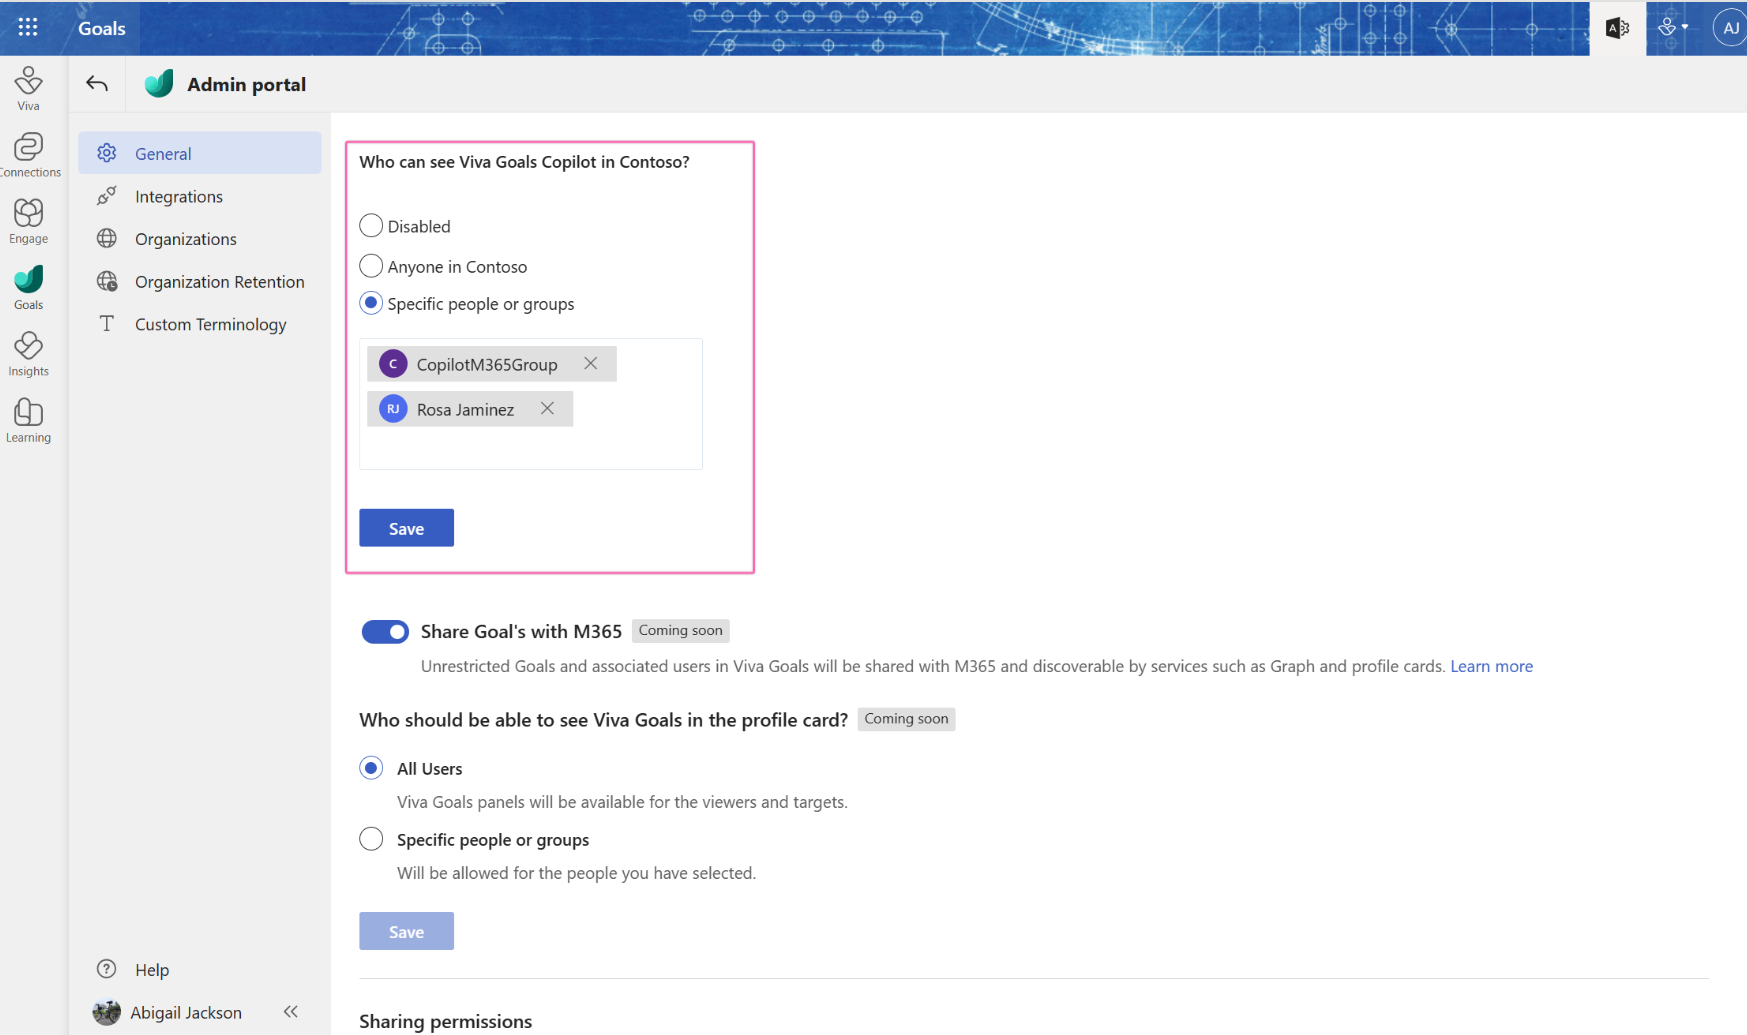 Goals
A
AJ
Viva
Connections
Engage
Goals
Insights
Learning
Admin portal
General
Integrations
Organizations
Organization Retention
T Custom Terminology
Who can see Viva Goals Copilot in Contoso?
Disabled
Anyone in Contoso
Specific people or groups
C CopilotM365Group
RJ Rosa Jaminez
Save
Share Goal's with M365 Coming soon
Unrestricted Goals and associated users in Viva Goals will be shared with M365 and discoverable by services such as Graph and profile cards. Learn more
Who should be able to see Viva Goals in the profile card? Coming soon
All Users
Viva Goals panels will be available for the viewers and targets.
Specific people or groups
Will be allowed for the people you have selected.
Save
Sharing permissions
? Help
Abigail Jackson